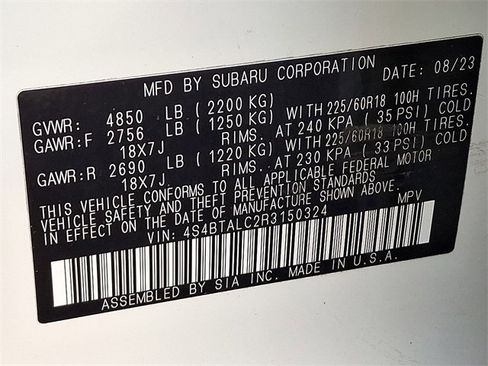 MFD BY SUBARU CORPORATION DATE: 08/23
GVWR: 4850 LB ( 2200 KG)
GAWR:F 2756 LB ( 1250 KG) WITH 225/60R18 100H TIRES.
18X7J RIMS. AT 240 KPA ( 35 PSI) COLD
GAWR:R 2690 LB ( 1220 KG) WITH 225/60R18 100H TIRES.
18X7J RIMS. AT 230 KPA ( 33 PSI) COLD
THIS VEHICLE CONFORMS TO ALL APPLICABLE FEDERAL MOTOR
VEHICLE SAFETY AND THEFT PREVENTION STANDARDS
IN EFFECT ON THE DATE OF MANUFACTURE SHOWN ABOVE.
VIN: 4S4BTALC2R3150324 MPV
ASSEMBLED BY SIA INC. MADE IN U.S.A.